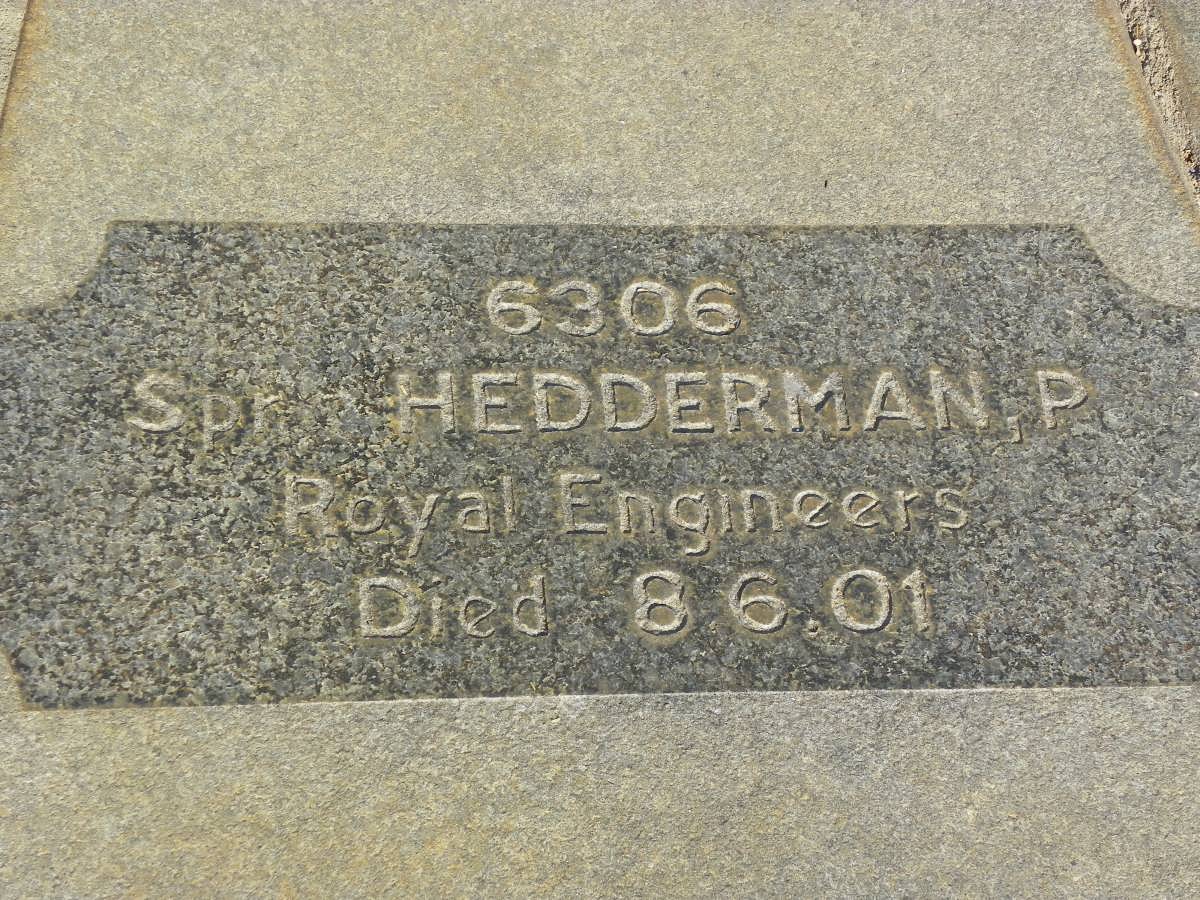 6306
Spr. HEDDERMAN, P.
Royal Engineers
Died 8.6.01